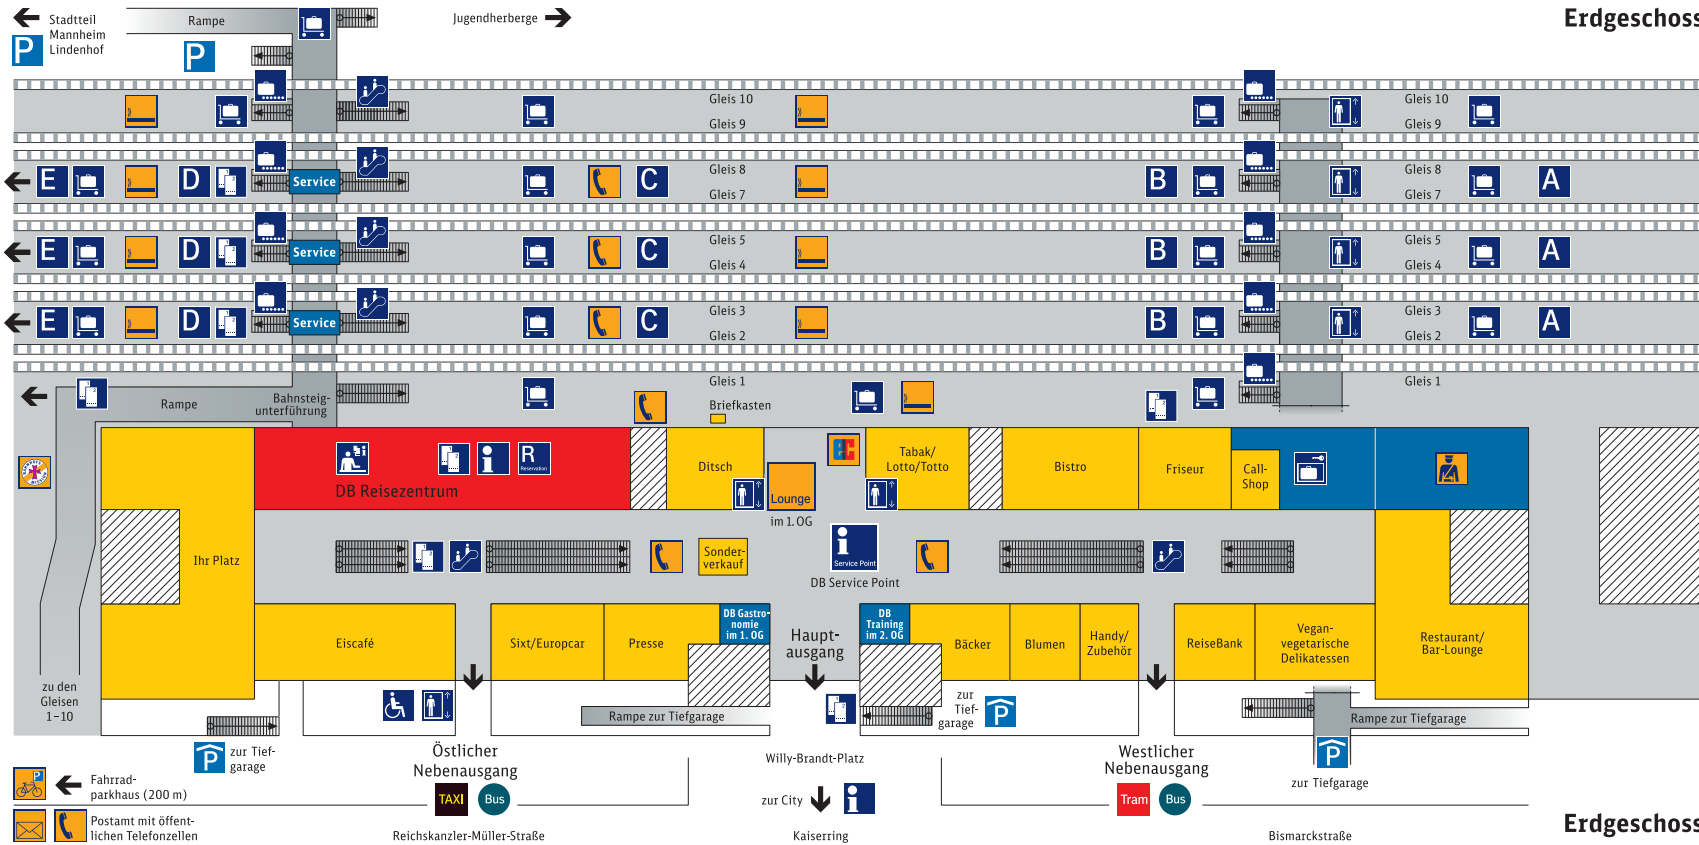 Stadtteil
Mannheim
Lindenhof
P
Rampe
P
Jugendherberge
Erdgeschoss
Gleis 10
Gleis 9
Gleis 10
Gleis 9
E
D
Service
C
Gleis 8
Gleis 7
B
Gleis 8
Gleis 7
A
E
D
Service
C
Gleis 5
Gleis 4
B
Gleis 5
Gleis 4
A
E
D
Service
C
Gleis 3
Gleis 2
B
Gleis 3
Gleis 2
A
Rampe
Bahnsteig-
unterführung
Gleis 1
Briefkasten
Gleis 1
DB Reisezentrum
i
R
Reservation
Ditsch
Lounge
im 1. OG
EC
Tabak/
Lotto/Totto
Bistro
Friseur
Call-
Shop
Ihr Platz
Sonder-
verkauf
i
Service Point
DB Service Point
Eiscafé
Sixt/Europcar
Presse
DB Gastro-
nomie
im 1. OG
Haupt-
ausgang
DB
Training
im 2. OG
Bäcker
Blumen
Handy/
Zubehör
ReiseBank
Vegan-
vegetarische
Delikatessen
Restaurant/
Bar-Lounge
zu den
Gleisen
1–10
Rampe zur Tiefgarage
zur
Tief-
garage
P
Rampe zur Tiefgarage
P
zur Tief-
garage
Östlicher
Nebenausgang
TAXI
Bus
Willy-Brandt-Platz
Westlicher
Nebenausgang
Tram
Bus
P
zur Tiefgarage
P
Fahrrad-
parkhaus (200 m)
zur City
i
Postamt mit öffent-
lichen Telefonzellen
Reichskanzler-Müller-Straße
Kaiserring
Bismarckstraße
Erdgeschoss